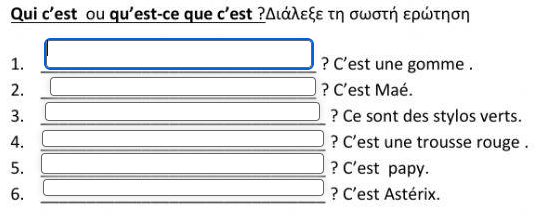 Qui c'est ou qu'est-ce que c'est ?Διάλεξε τη σωστή ερώτηση
1. ? C'est une gomme .
2. ? C'est Maé.
3. ? Ce sont des stylos verts.
4. ? C'est une trousse rouge .
5. ? C'est papy.
6. ? C'est Astérix.